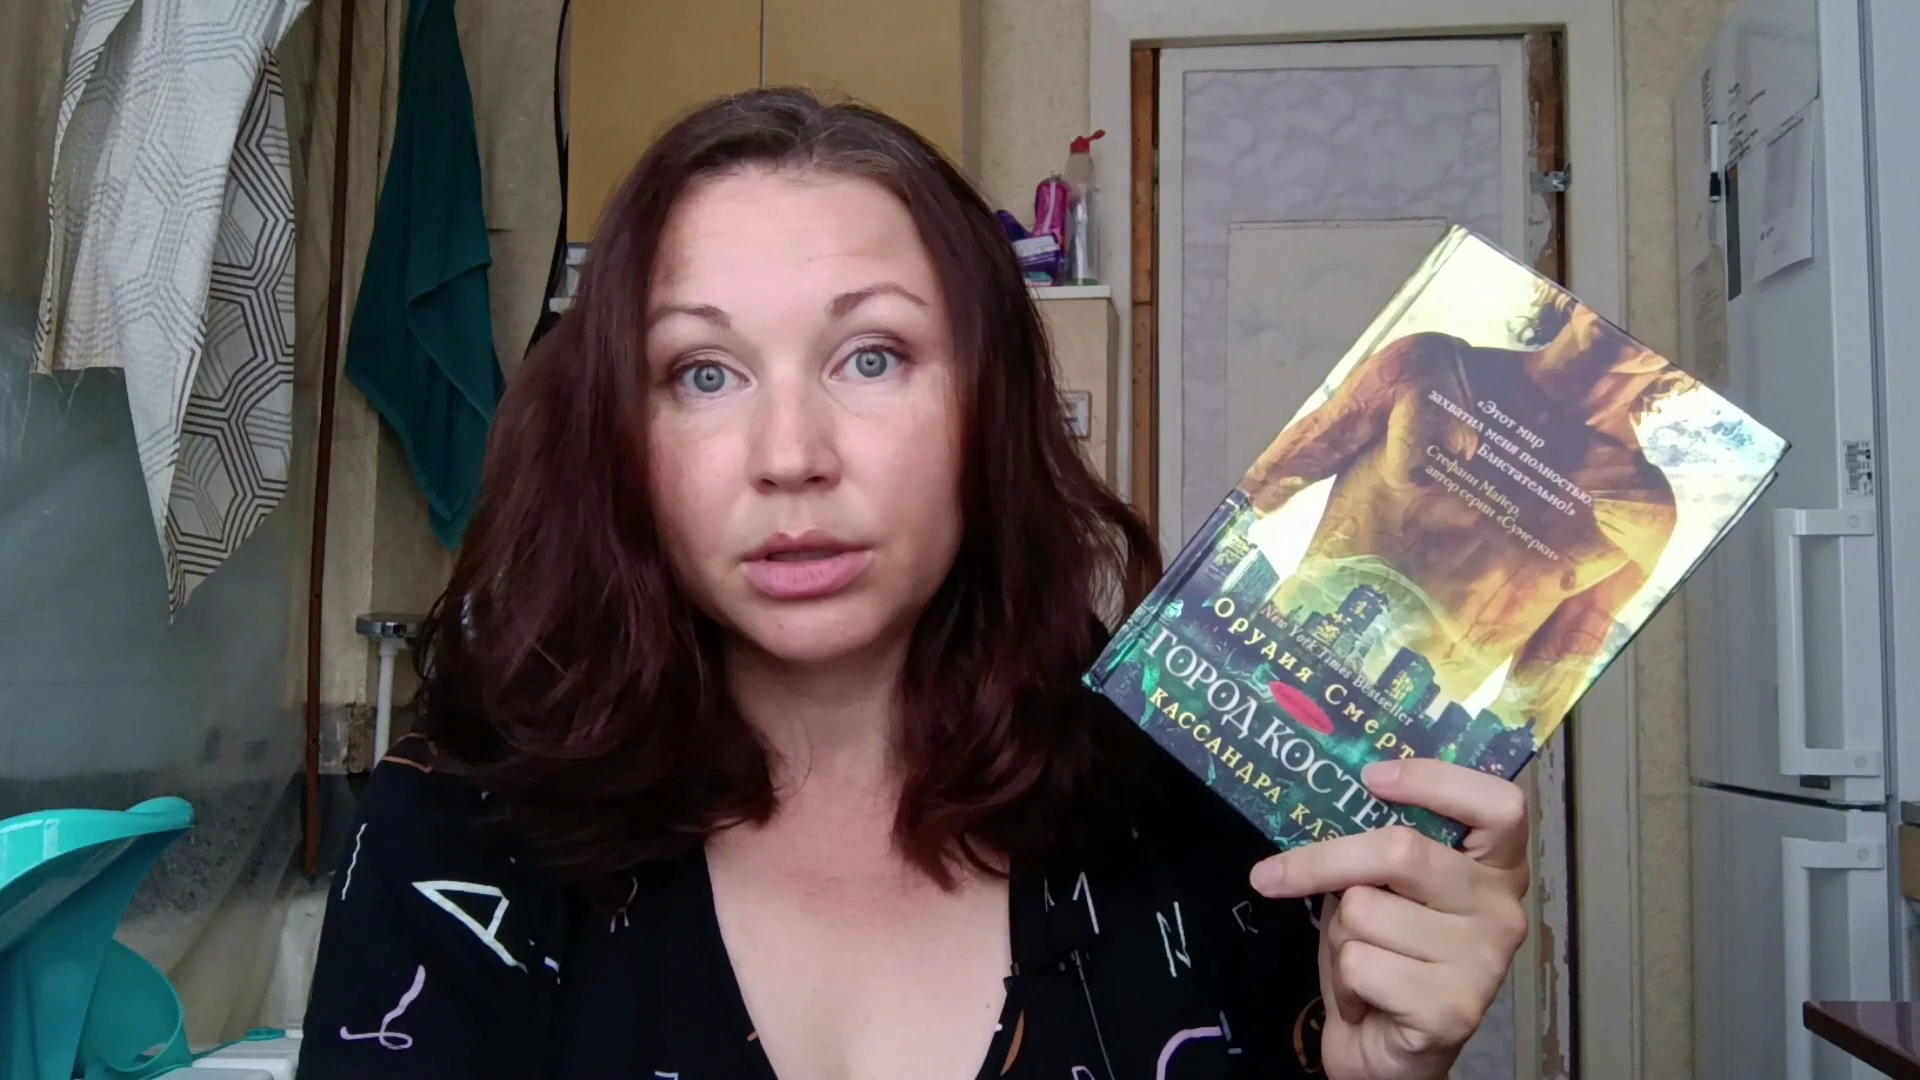 «Этот мир
захватил меня полностью.
Блистательно!»
Стефани Майер,
автор серии «Сумерки»
New York Times Bestseller
Орудия Смерт
ГОРОД КОСТЕЙ
КАССАНДРА КЛЭ